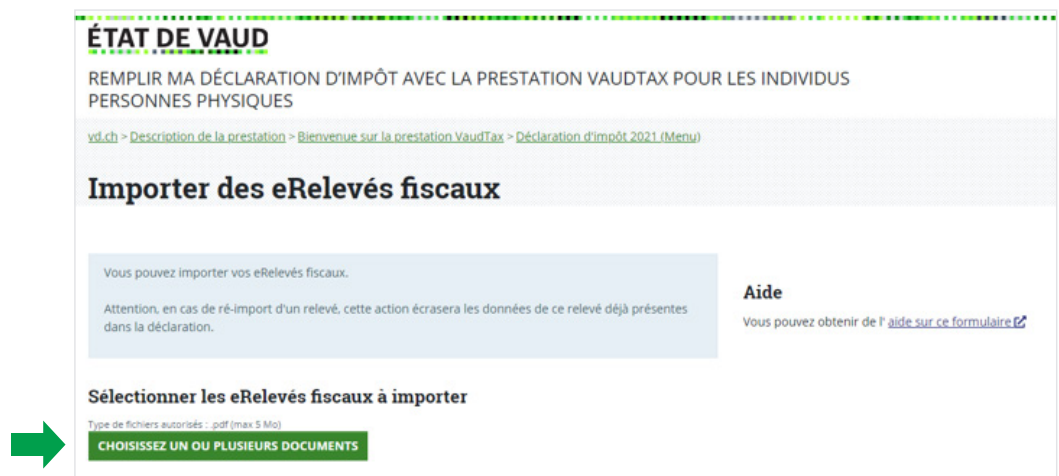 ÉTAT DE VAUD
REMPLIR MA DÉCLARATION D'IMPÔT AVEC LA PRESTATION VAUDTAX POUR LES INDIVIDUS
PERSONNES PHYSIQUES
vd.ch > Description de la prestation > Bienvenue sur la prestation VaudTax > Déclaration d'impôt 2021 (Menu)
Importer des eRelevés fiscaux
Vous pouvez importer vos eRelevés fiscaux.
Attention, en cas de ré-import d'un relevé, cette action écrasera les données de ce relevé déjà présentes
dans la déclaration.
Aide
Vous pouvez obtenir de l' aide sur ce formulaire
Sélectionner les eRelevés fiscaux à importer
Type de fichiers autorisés : .pdf (max 5 Mo)
CHOISISSEZ UN OU PLUSIEURS DOCUMENTS